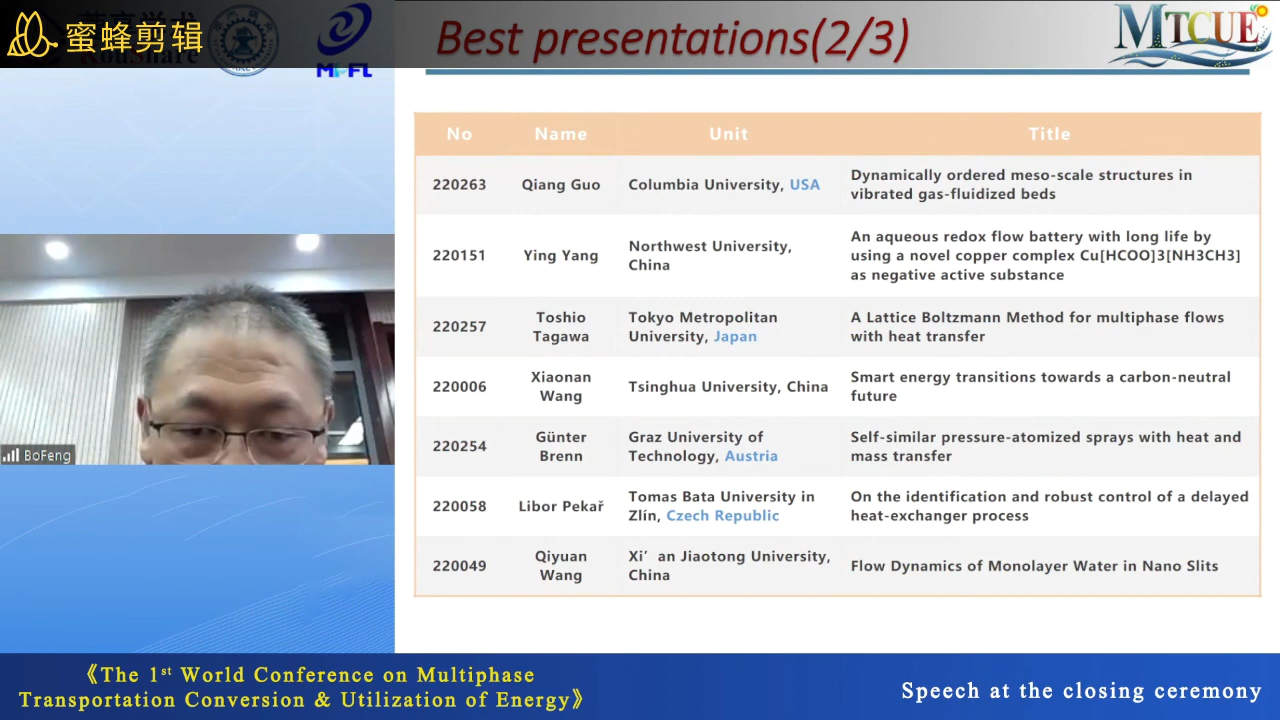 蜜蜂剪辑
Koushare
MPFL
Best presentations(2/3)
MTCUE
No Name Unit Title
220263 Qiang Guo Columbia University, USA Dynamically ordered meso-scale structures in
vibrated gas-fluidized beds
220151 Ying Yang Northwest University,
China An aqueous redox flow battery with long life by
using a novel copper complex Cu[HCOO]3[NH3CH3]
as negative active substance
220257 Toshio
Tagawa Tokyo Metropolitan
University, Japan A Lattice Boltzmann Method for multiphase flows
with heat transfer
220006 Xiaonan
Wang Tsinghua University, China Smart energy transitions towards a carbon-neutral
future
220254 Günter
Brenn Graz University of
Technology, Austria Self-similar pressure-atomized sprays with heat and
mass transfer
220058 Libor Pekař Tomas Bata University in
Zlín, Czech Republic On the identification and robust control of a delayed
heat-exchanger process
220049 Qiyuan
Wang Xi’an Jiaotong University,
China Flow Dynamics of Monolayer Water in Nano Slits
BoFeng
《The 1st World Conference on Multiphase
Transportation Conversion & Utilization of Energy》
Speech at the closing ceremony